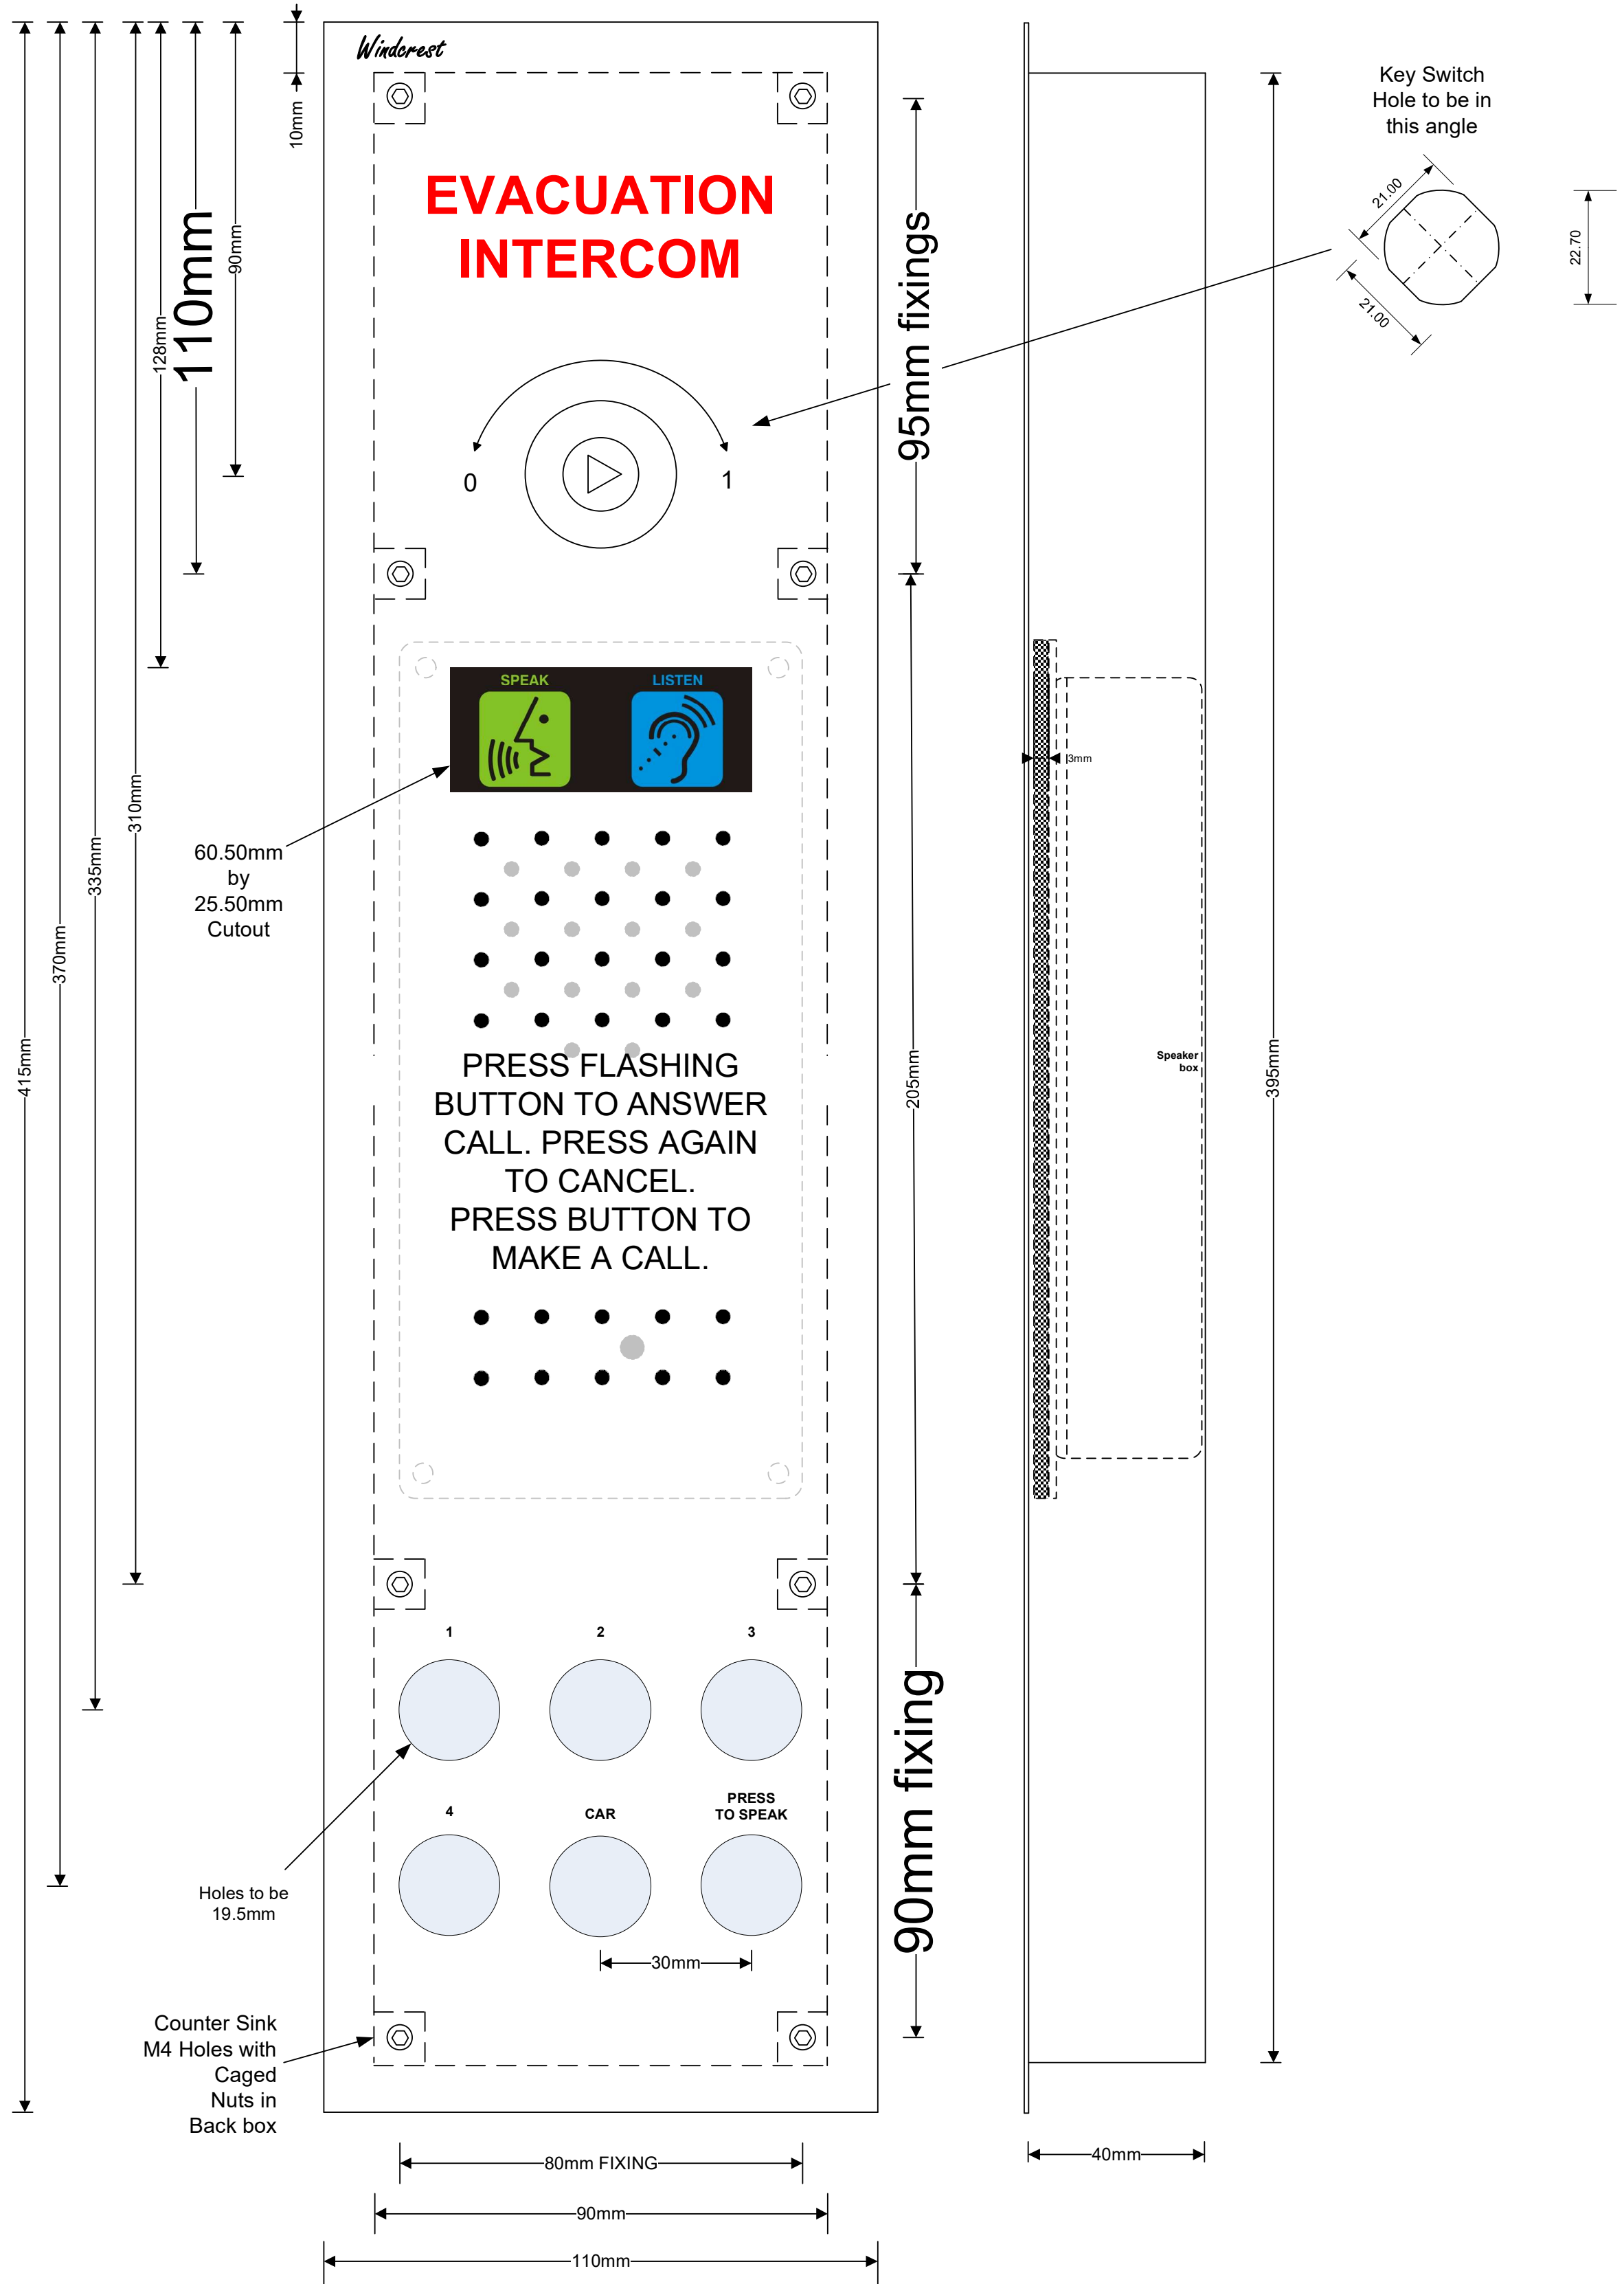 Windcrest
10mm
90mm
110mm
128mm
310mm
335mm
370mm
415mm
EVACUATION
INTERCOM
0
1
95mm fixings
Key Switch
Hole to be in
this angle
21.00
21.00
22.70
SPEAK
LISTEN
60.50mm
by
25.50mm
Cutout
3mm
Speaker
box
205mm
395mm
PRESS FLASHING
BUTTON TO ANSWER
CALL. PRESS AGAIN
TO CANCEL.
PRESS BUTTON TO
MAKE A CALL.
1
2
3
4
CAR
PRESS
TO SPEAK
90mm fixing
Holes to be
19.5mm
30mm
Counter Sink
M4 Holes with
Caged
Nuts in
Back box
80mm FIXING
90mm
110mm
40mm